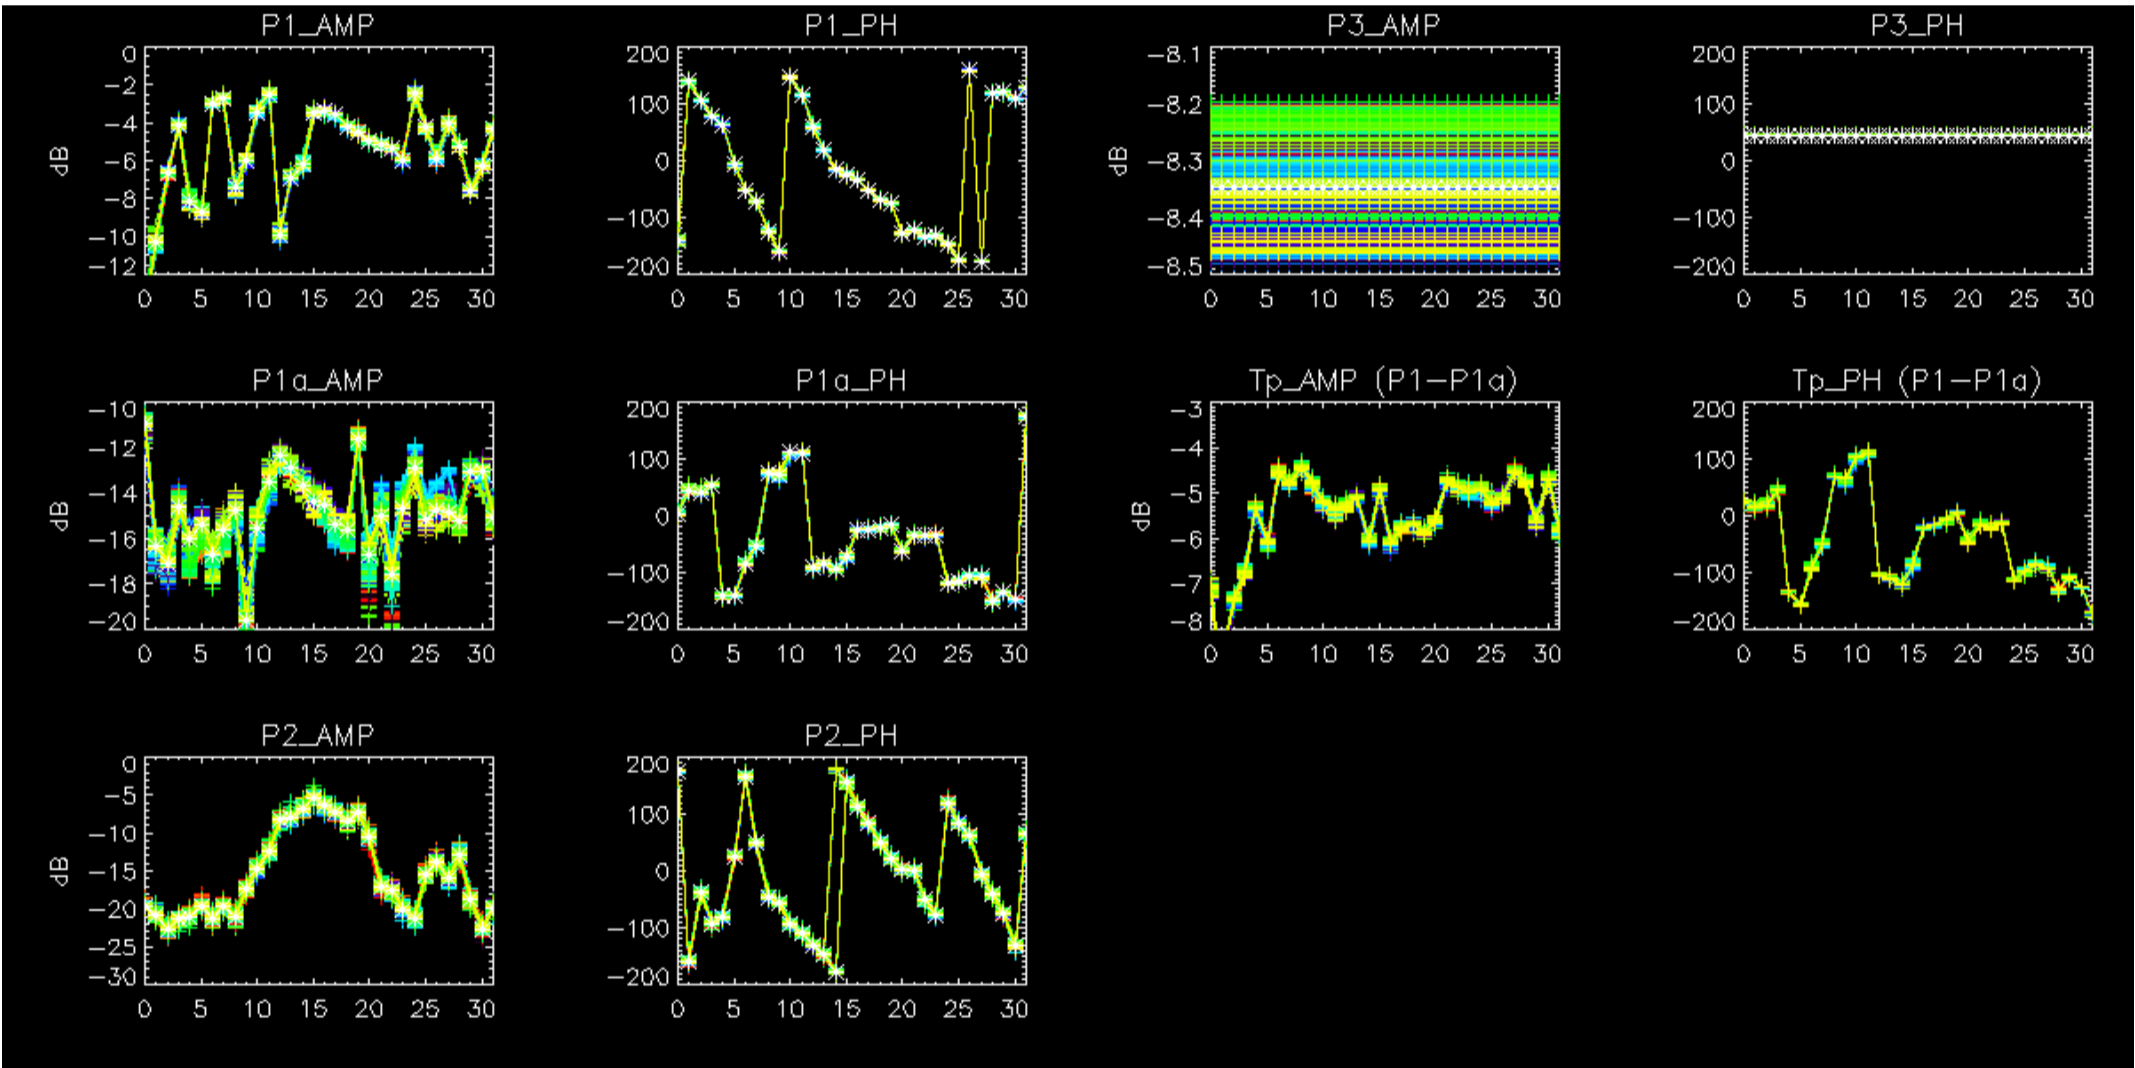 P1_AMP
P1_PH
P3_AMP
P3_PH
0
−2
−4
−6
−8
−10
−12
dB
0 5 10 15 20 25 30
200
100
0
−100
−200
0 5 10 15 20 25 30
−8.1
−8.2
−8.3
−8.4
−8.5
dB
0 5 10 15 20 25 30
200
100
0
−100
−200
0 5 10 15 20 25 30
P1a_AMP
P1a_PH
Tp_AMP (P1−P1a)
Tp_PH (P1−P1a)
−10
−12
−14
−16
−18
−20
dB
0 5 10 15 20 25 30
200
100
0
−100
−200
0 5 10 15 20 25 30
−3
−4
−5
−6
−7
−8
dB
0 5 10 15 20 25 30
200
100
0
−100
−200
0 5 10 15 20 25 30
P2_AMP
P2_PH
0
−5
−10
−15
−20
−25
−30
dB
0 5 10 15 20 25 30
200
100
0
−100
−200
0 5 10 15 20 25 30